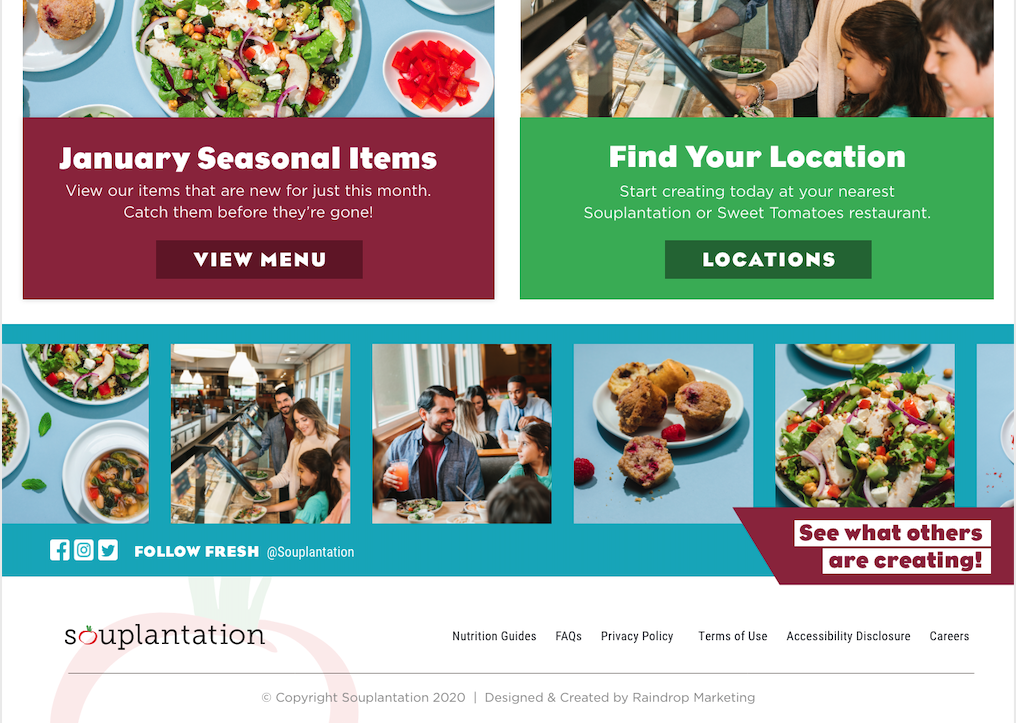 January Seasonal Items
View our items that are new for just this month.
Catch them before they’re gone!
VIEW MENU
Find Your Location
Start creating today at your nearest
Souplantation or Sweet Tomatoes restaurant.
LOCATIONS
FOLLOW FRESH @Souplantation
See what others
are creating!
souplantation
Nutrition Guides FAQs Privacy Policy Terms of Use Accessibility Disclosure Careers
© Copyright Souplantation 2020 | Designed & Created by Raindrop Marketing